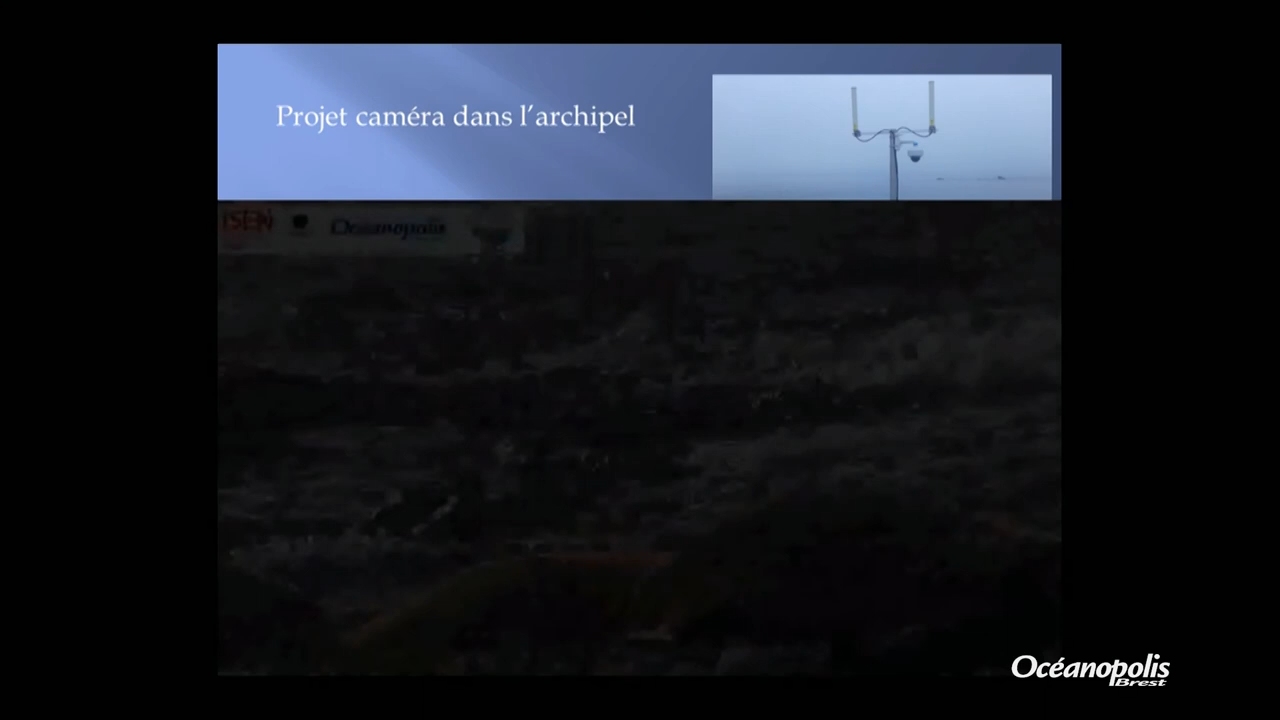 Projet caméra dans l'archipel
ISEN
Océanopolis
Océanopolis
Brest